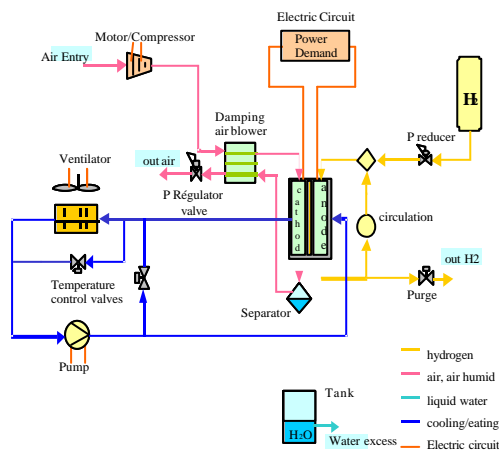 Motor/Compressor
Electric Circuit
Air Entry
Power
Demand
H2
Damping
air blower
P reducer
out air
Ventilator
P Régulator
valve
cathod
anode
circulation
out H2
Temperature
control valves
Separator
Purge
Pump
hydrogen
air, air humid
liquid water
cooling/eating
Electric circuit
Tank
H2O
Water excess